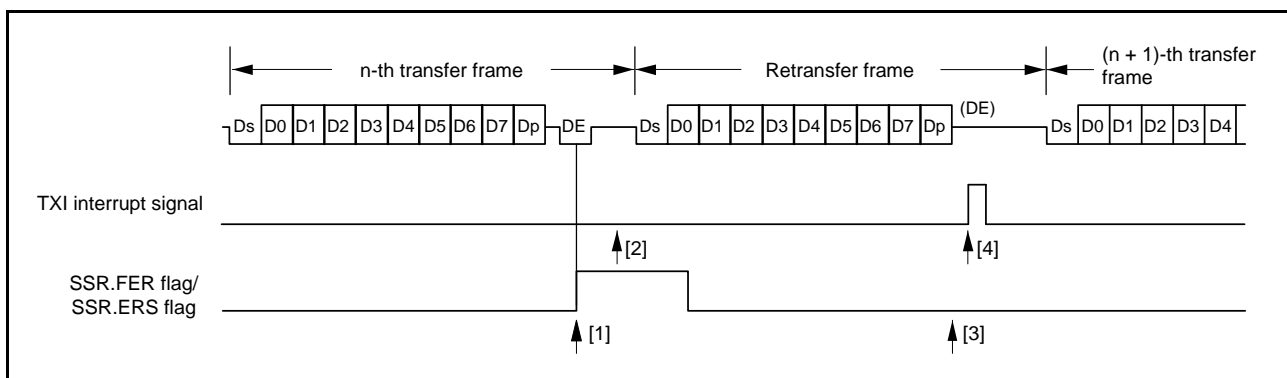 n-th transfer frame
Retransfer frame
(n + 1)-th transfer
frame
Ds D0 D1 D2 D3 D4 D5 D6 D7 Dp DE Ds D0 D1 D2 D3 D4 D5 D6 D7 Dp (DE) Ds D0 D1 D2 D3 D4
TXI interrupt signal
[2] [4]
SSR.FER flag/
SSR.ERS flag
[1] [3]